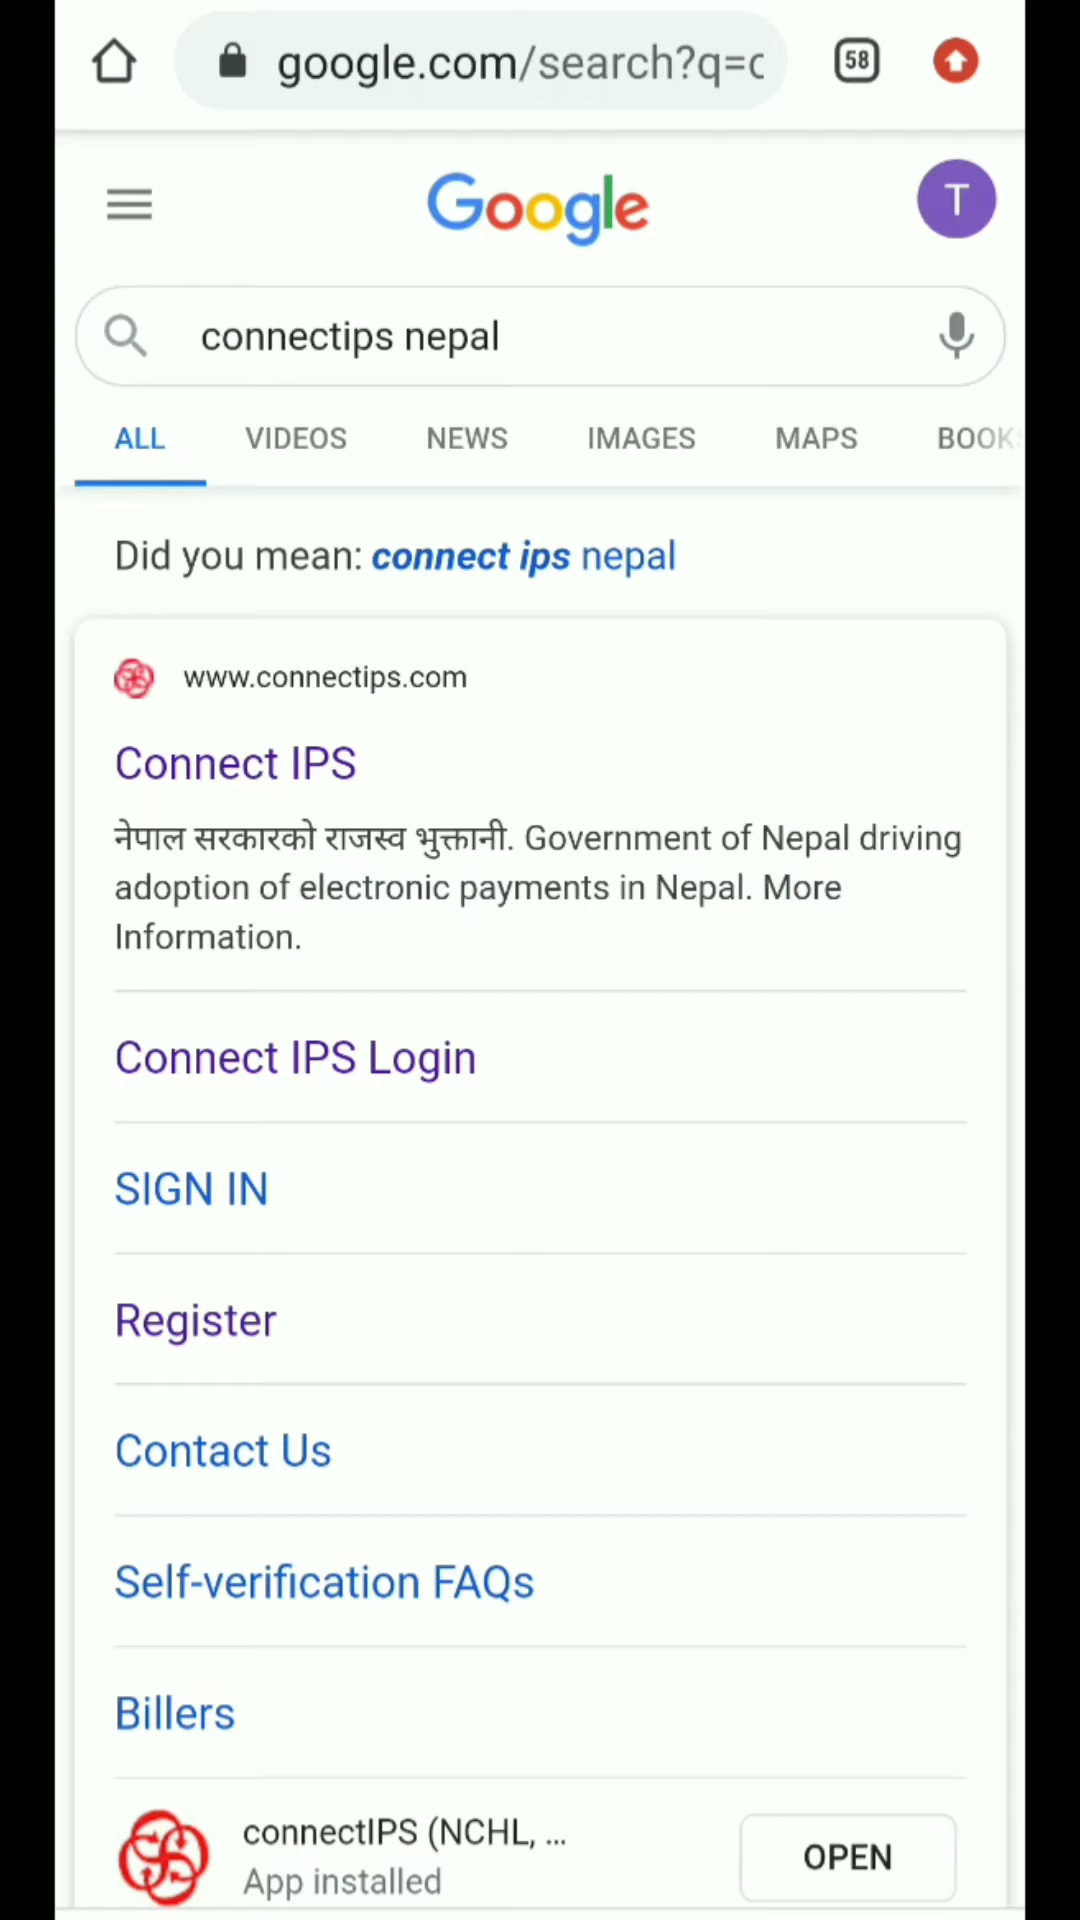 google.com/search?q=c
58
Google
T
connectips nepal
ALL VIDEOS NEWS IMAGES MAPS BOOKS
Did you mean: connect ips nepal
www.connectips.com
Connect IPS
नेपाल सरकारको राजस्व भुक्तानी. Government of Nepal driving
adoption of electronic payments in Nepal. More
Information.
Connect IPS Login
SIGN IN
Register
Contact Us
Self-verification FAQs
Billers
connectIPS (NCHL, ...
App installed
OPEN